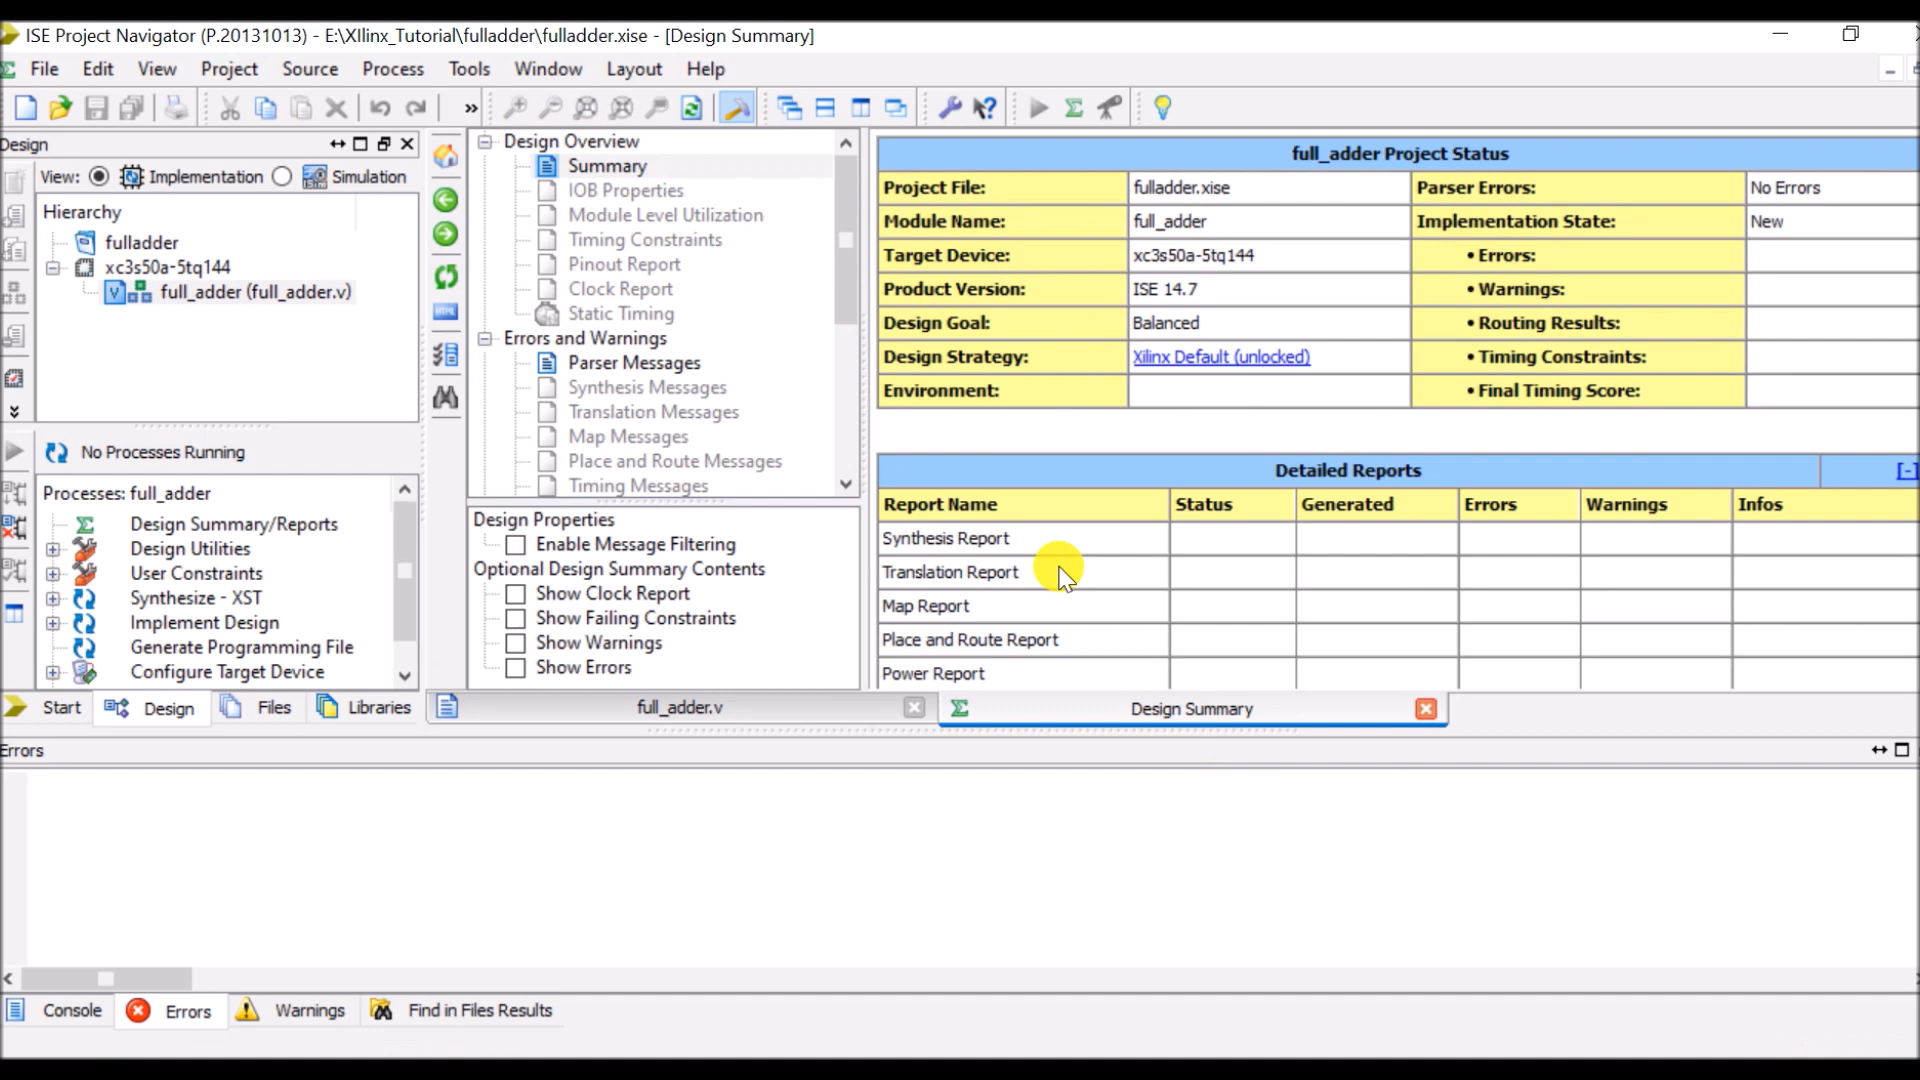 ISE Project Navigator (P.20131013) - E:\XIlinx_Tutorial\fulladder\fulladder.xise - [Design Summary]
File Edit View Project Source Process Tools Window Layout Help
Design
View: Implementation Simulation
Hierarchy
fulladder
xc3s50a-5tq144
full_adder (full_adder.v)
No Processes Running
Processes: full_adder
Design Summary/Reports
Design Utilities
User Constraints
Synthesize - XST
Implement Design
Generate Programming File
Configure Target Device
Start Design Files Libraries
Design Overview
Summary
IOB Properties
Module Level Utilization
Timing Constraints
Pinout Report
Clock Report
Static Timing
Errors and Warnings
Parser Messages
Synthesis Messages
Translation Messages
Map Messages
Place and Route Messages
Timing Messages
Design Properties
Enable Message Filtering
Optional Design Summary Contents
Show Clock Report
Show Failing Constraints
Show Warnings
Show Errors
full_adder Project Status
Project File: fulladder.xise Parser Errors: No Errors
Module Name: full_adder Implementation State: New
Target Device: xc3s50a-5tq144 • Errors:
Product Version: ISE 14.7 • Warnings:
Design Goal: Balanced • Routing Results:
Design Strategy: Xilinx Default (unlocked) • Timing Constraints:
Environment: • Final Timing Score:
Detailed Reports [-]
Report Name Status Generated Errors Warnings Infos
Synthesis Report
Translation Report
Map Report
Place and Route Report
Power Report
full_adder.v Design Summary
Errors
Console Errors Warnings Find in Files Results